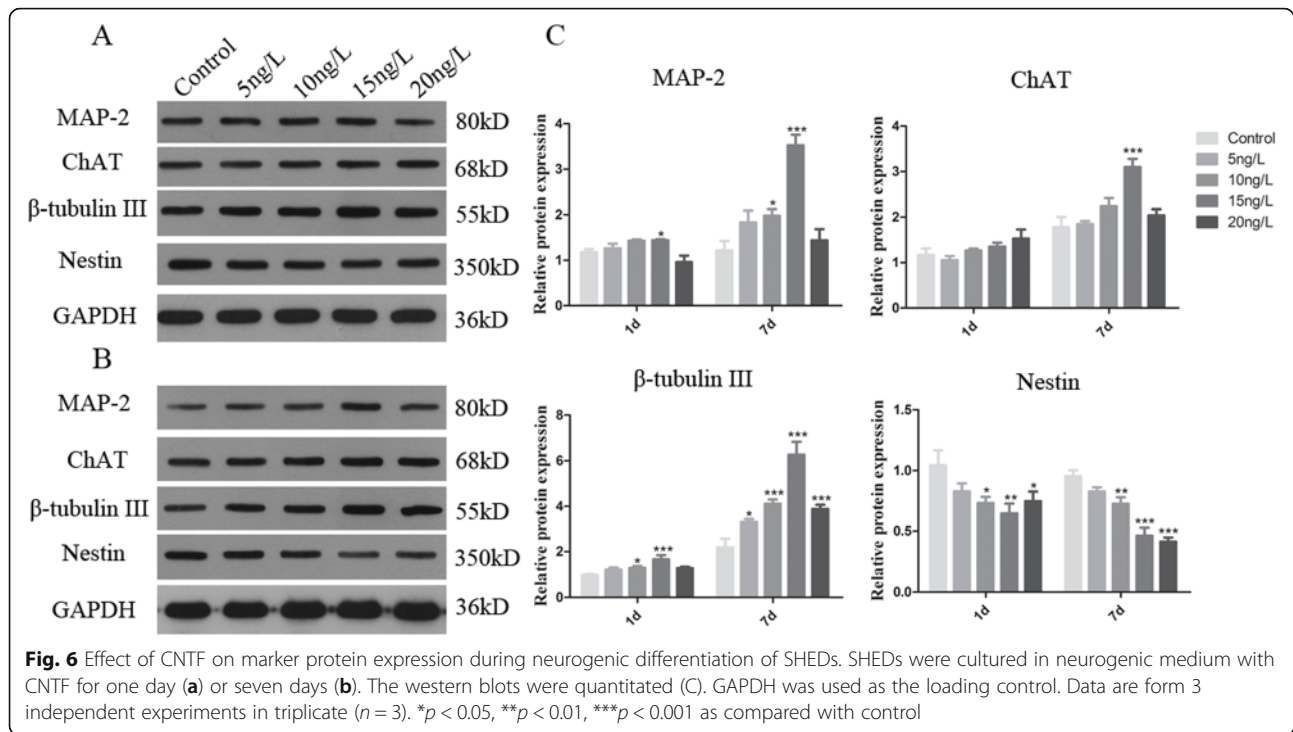 A
Control
5ng/L
10ng/L
15ng/L
20ng/L
MAP-2
80kD
ChAT
68kD
β-tubulin III
55kD
Nestin
350kD
GAPDH
36kD
B
MAP-2
80kD
ChAT
68kD
β-tubulin III
55kD
Nestin
350kD
GAPDH
36kD
C
MAP-2
Relative protein expression
4
3
2
1
0
*
*
***
1d
7d
ChAT
Relative protein expression
4
3
2
1
0
***
1d
7d
Control
5ng/L
10ng/L
15ng/L
20ng/L
β-tubulin III
Relative protein expression
8
6
4
2
0
*
***
*
***
***
***
1d
7d
Nestin
Relative protein expression
1.5
1.0
0.5
0.0
*
**
*
**
***
***
1d
7d
Fig. 6 Effect of CNTF on marker protein expression during neurogenic differentiation of SHEDs. SHEDs were cultured in neurogenic medium with
CNTF for one day (a) or seven days (b). The western blots were quantitated (C). GAPDH was used as the loading control. Data are form 3
independent experiments in triplicate (n = 3). *p < 0.05, **p < 0.01, ***p < 0.001 as compared with control